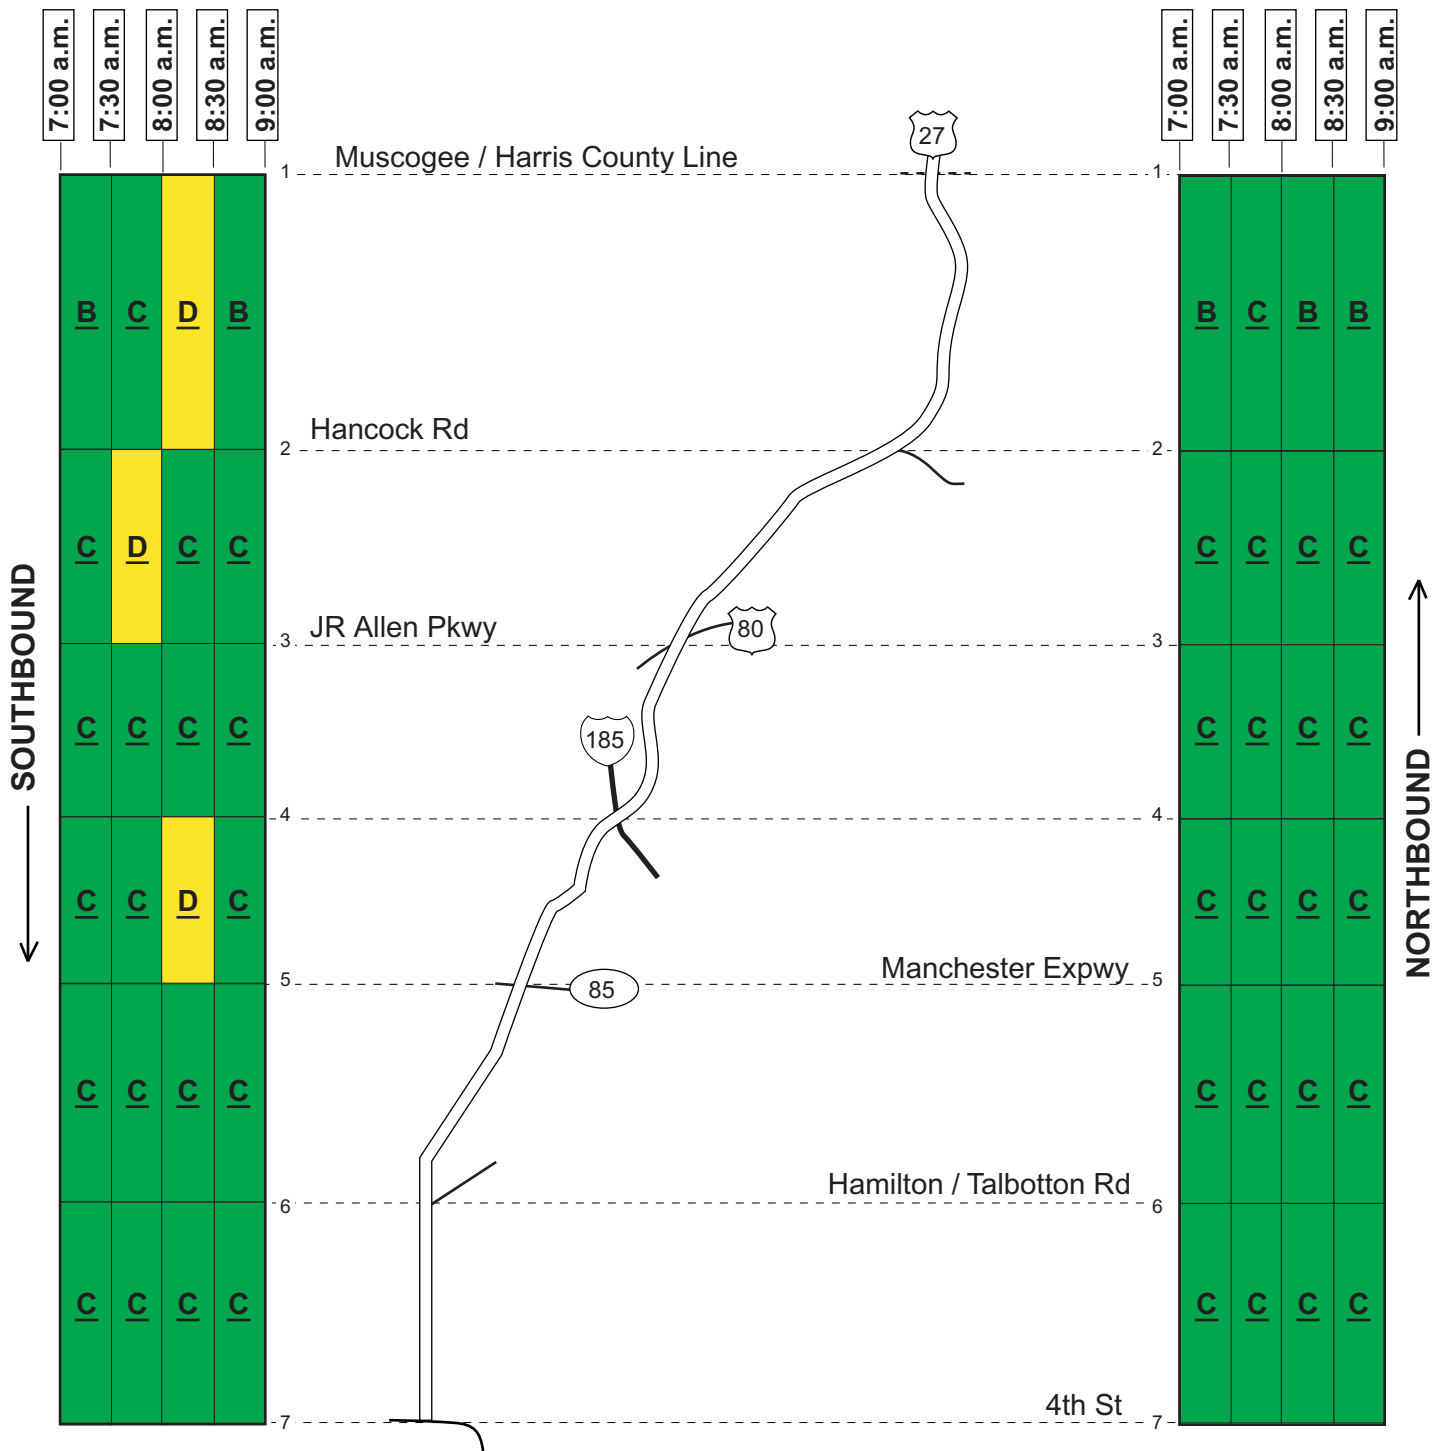 7:00 a.m. 7:30 a.m. 8:00 a.m. 8:30 a.m. 9:00 a.m.
7:00 a.m. 7:30 a.m. 8:00 a.m. 8:30 a.m. 9:00 a.m.
27
1 Muscogee / Harris County Line 1
B C D B
B C B B
2 Hancock Rd 2
C D C C
C C C C
SOUTHBOUND
NORTHBOUND
3 JR Allen Pkwy 80 3
C C C C
185
C C C C
4 4
C C D C
C C C C
5 85 Manchester Expwy 5
C C C C
C C C C
6 Hamilton / Talbotton Rd 6
C C C C
C C C C
7 4th St 7